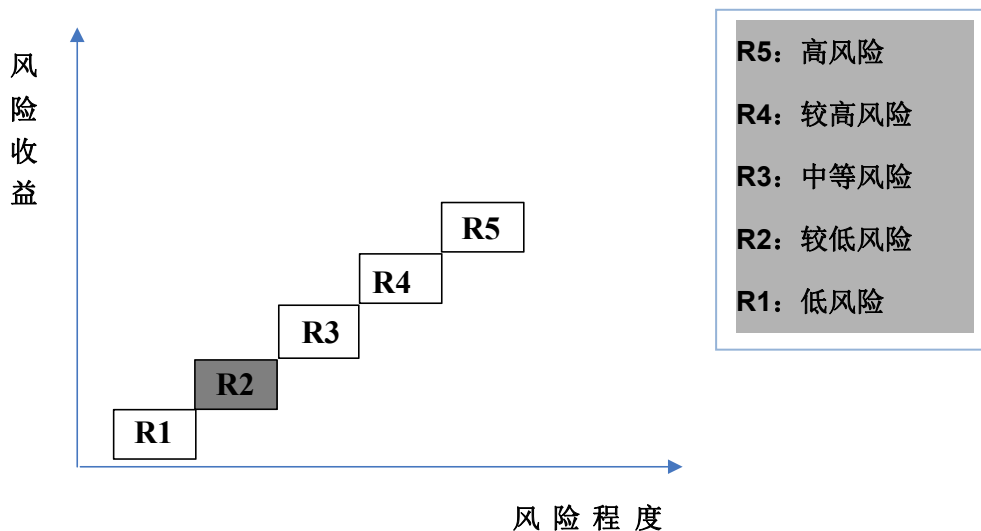 风
险
收
益
R5
R4
R3
R2
R1
风 险 程 度
R5：高风险
R4：较高风险
R3：中等风险
R2：较低风险
R1：低风险